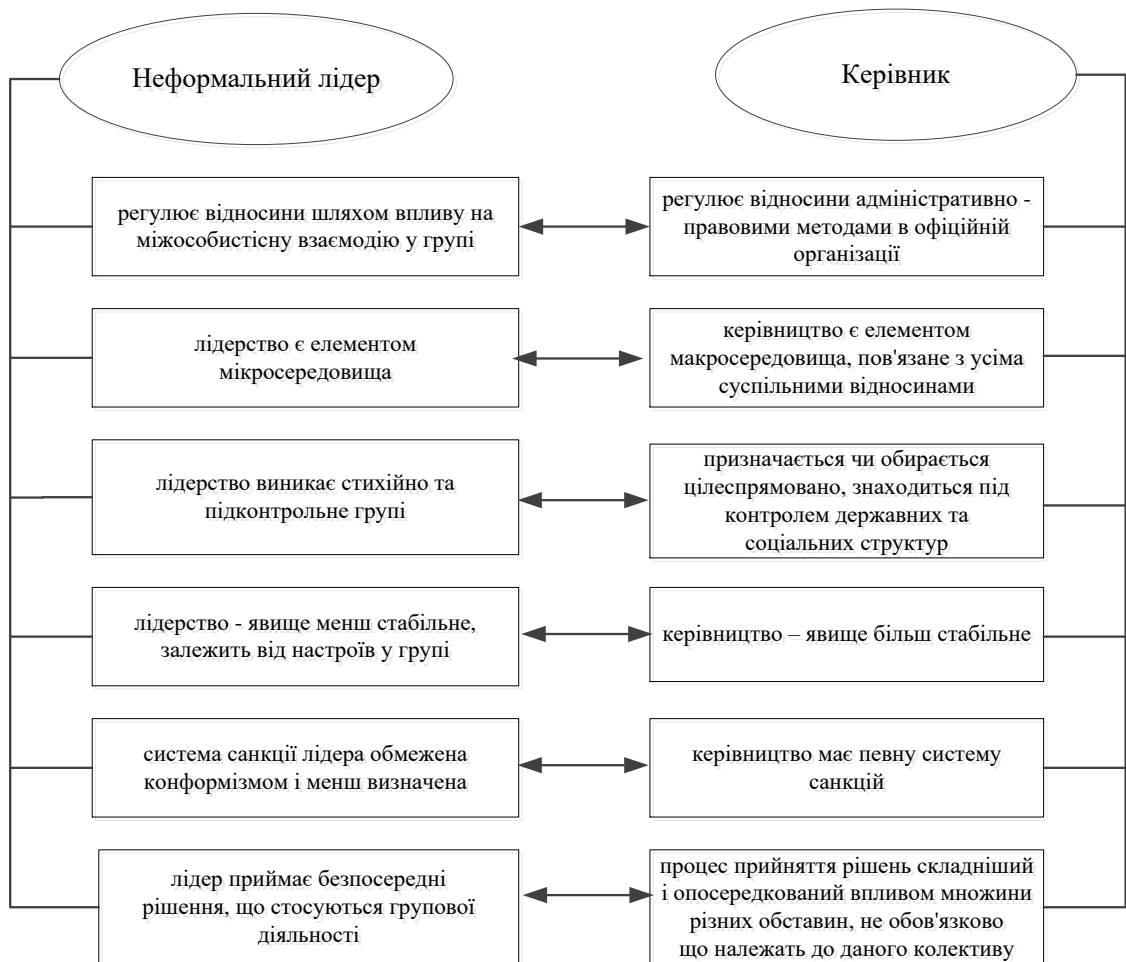 Неформальний лідер
Керівник
регулює відносини шляхом впливу на
міжособистісну взаємодію у групі
регулює відносини адміністративно -
правовими методами в офіційній
організації
лідерство є елементом
мікросередовища
керівництво є елементом
макросередовища, пов'язане з усіма
суспільними відносинами
лідерство виникає стихійно та
підконтрольне групі
призначається чи обирається
цілеспрямовано, знаходиться під
контролем державних та
соціальних структур
лідерство - явище менш стабільне,
залежить від настроїв у групі
керівництво – явище більш стабільне
система санкції лідера обмежена
конформізмом і менш визначена
керівництво має певну систему
санкцій
лідер приймає безпосередні
рішення, що стосуються групової
діяльності
процес прийняття рішень складніший
і опосередкований впливом множини
різних обставин, не обов'язково
що належать до даного колективу